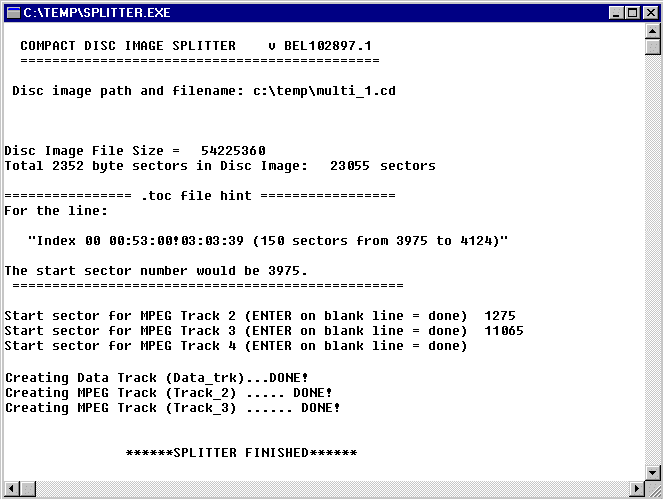 C:\TEMP\SPLITTER.EXE
COMPACT DISC IMAGE SPLITTER    v BEL102897.1
=============================================
Disc image path and filename: c:\temp\multi_1.cd
Disc Image File Size =   54225360
Total 2352 byte sectors in Disc Image:   23055 sectors
================ .toc file hint =================
For the line:
"Index 00 00:53:00!03:03:39 (150 sectors from 3975 to 4124)"
The start sector number would be 3975.
=================================================
Start sector for MPEG Track 2 (ENTER on blank line = done)  1275
Start sector for MPEG Track 3 (ENTER on blank line = done)  11065
Start sector for MPEG Track 4 (ENTER on blank line = done)
Creating Data Track (Data_trk)...DONE!
Creating MPEG Track (Track_2) ..... DONE!
Creating MPEG Track (Track_3) ...... DONE!
******SPLITTER FINISHED******